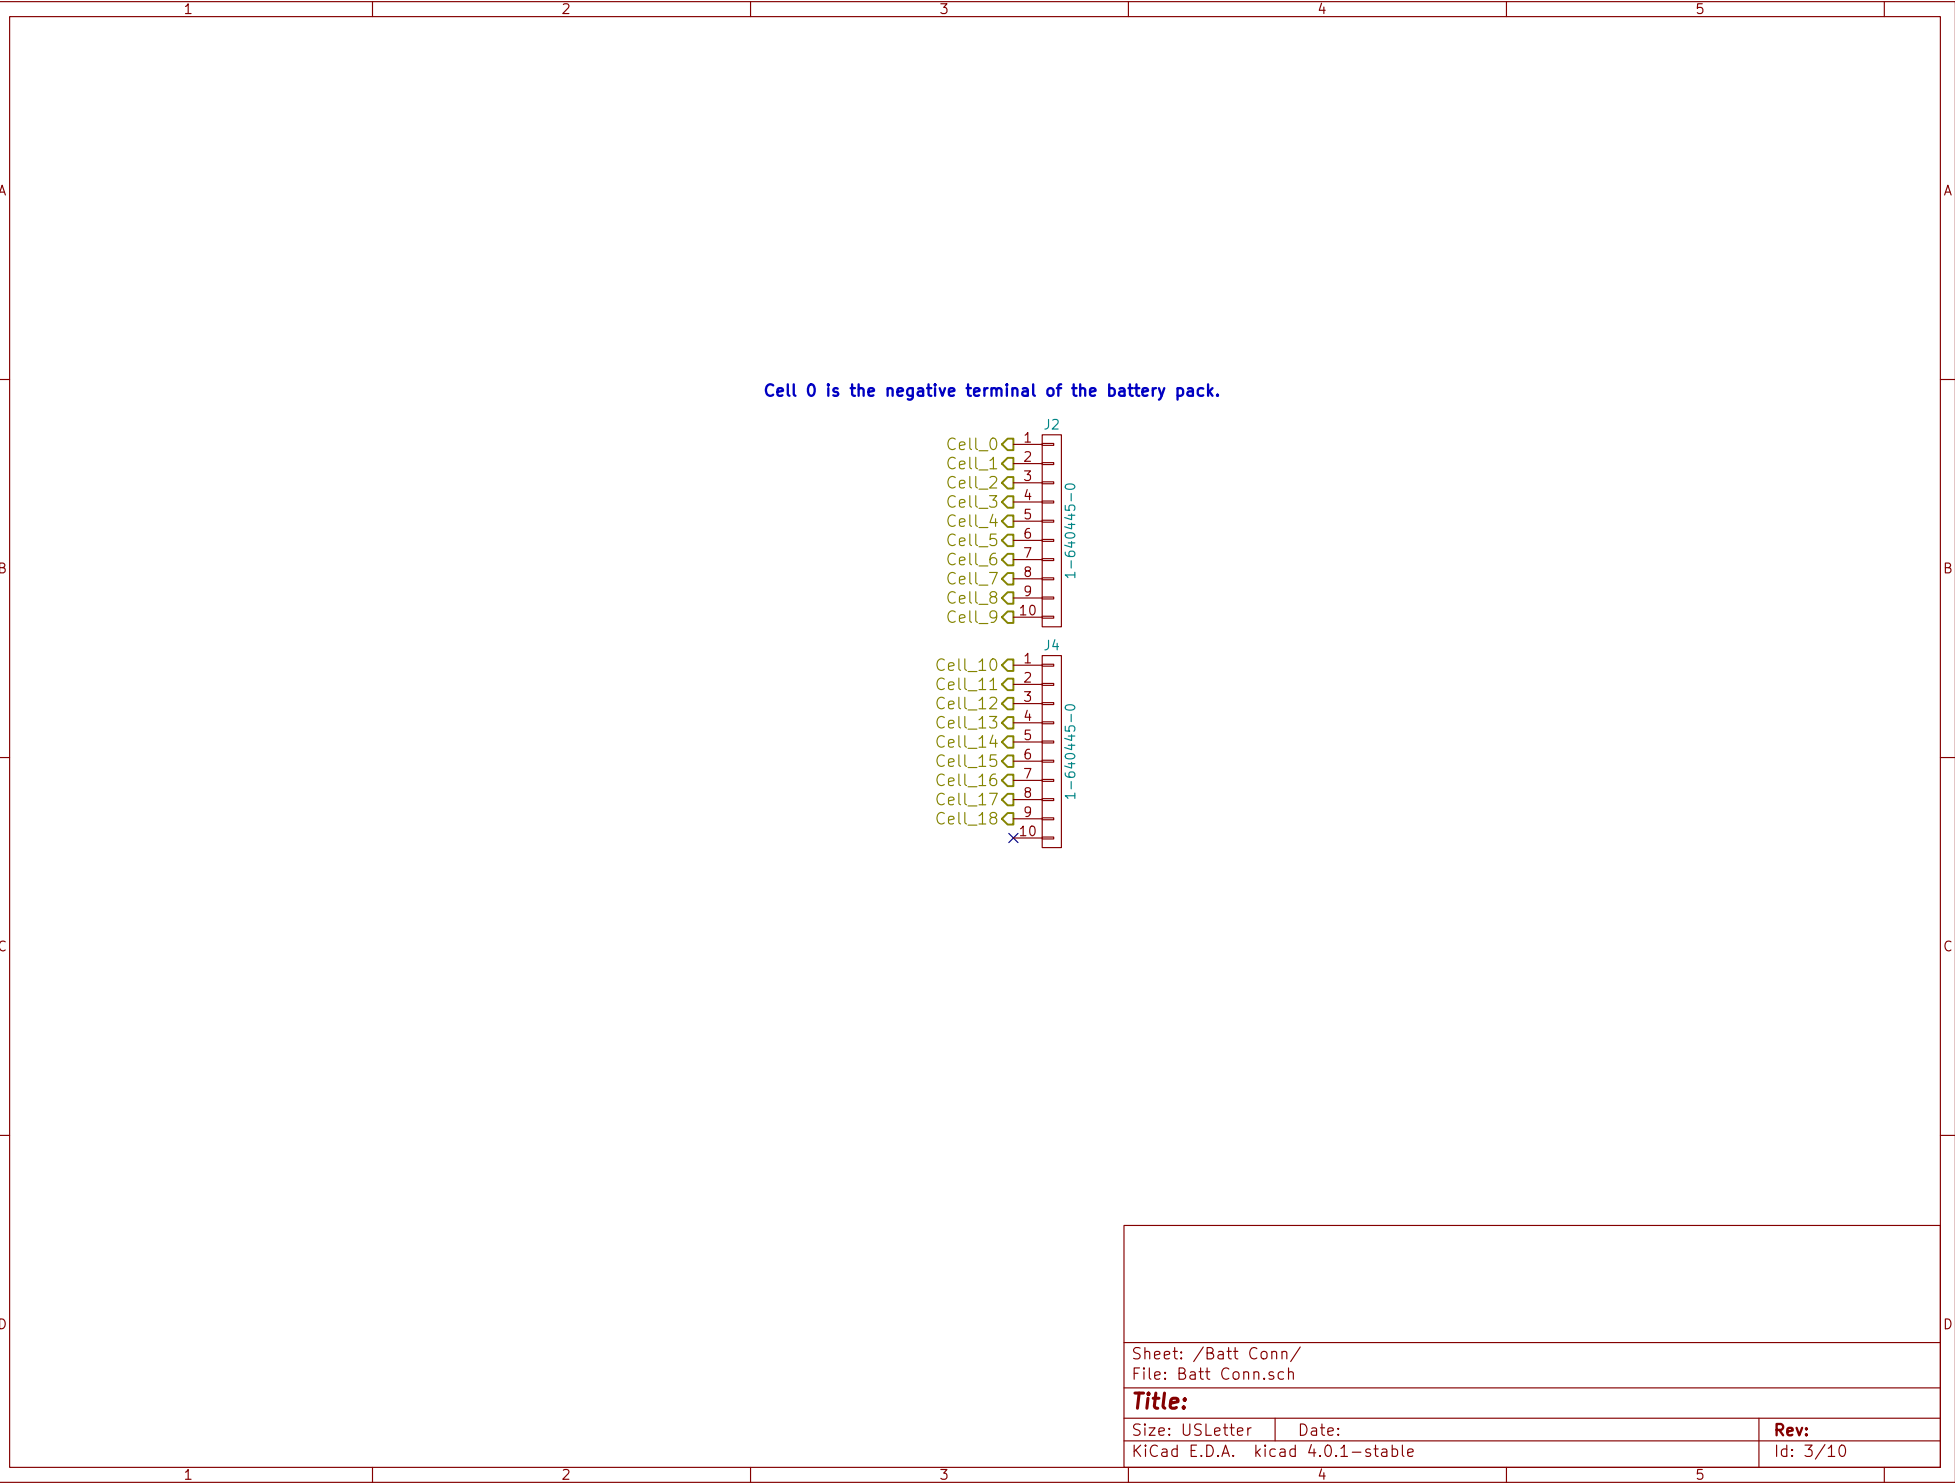 1 2 3 4 5
A A
Cell 0 is the negative terminal of the battery pack.
J2
Cell_0 1
Cell_1 2
Cell_2 3
Cell_3 4
Cell_4 5
Cell_5 6
Cell_6 7
Cell_7 8
Cell_8 9
Cell_9 10
1-640445-0
B B
J4
Cell_10 1
Cell_11 2
Cell_12 3
Cell_13 4
Cell_14 5
Cell_15 6
Cell_16 7
Cell_17 8
Cell_18 9
10
1-640445-0
C C
D D
Sheet: /Batt Conn/
File: Batt Conn.sch
Title:
Size: USLetter Date: Rev:
KiCad E.D.A. kicad 4.0.1-stable Id: 3/10
1 2 3 4 5